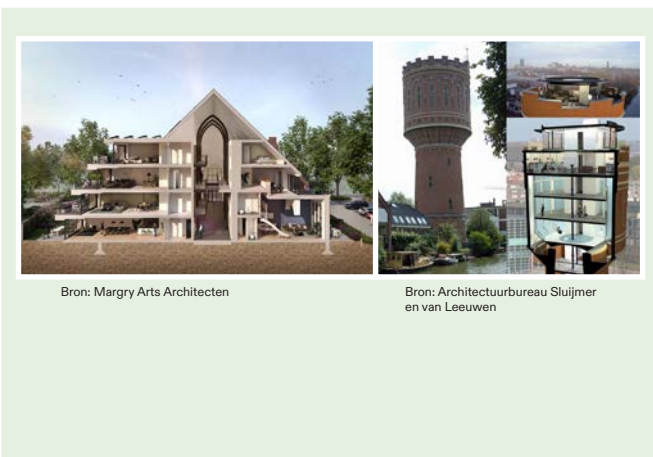 Bron: Margry Arts Architecten
Bron: Architectuurbureau Sluijmer
en van Leeuwen